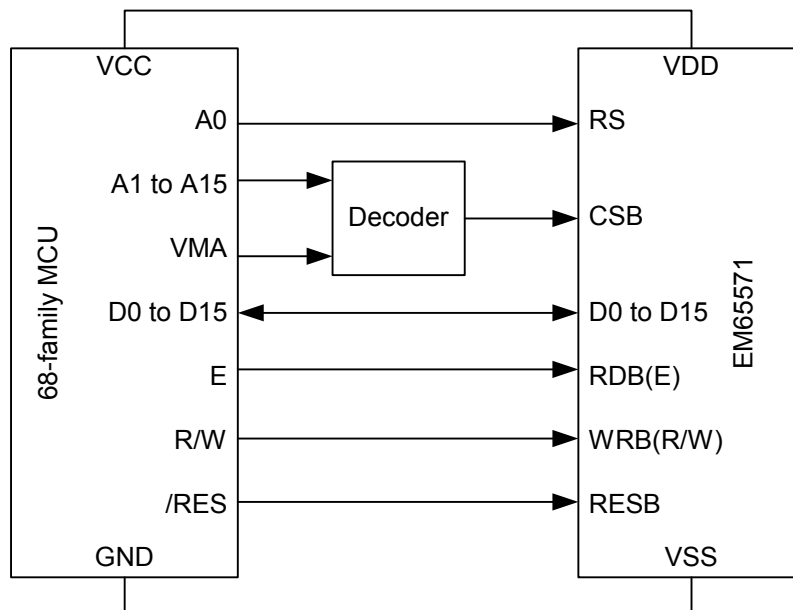 VCC
VDD
A0
RS
A1 to A15
Decoder
CSB
VMA
68-family MCU
D0 to D15
D0 to D15
EM65571
E
RDB(E)
R/W
WRB(R/W)
/RES
RESB
GND
VSS